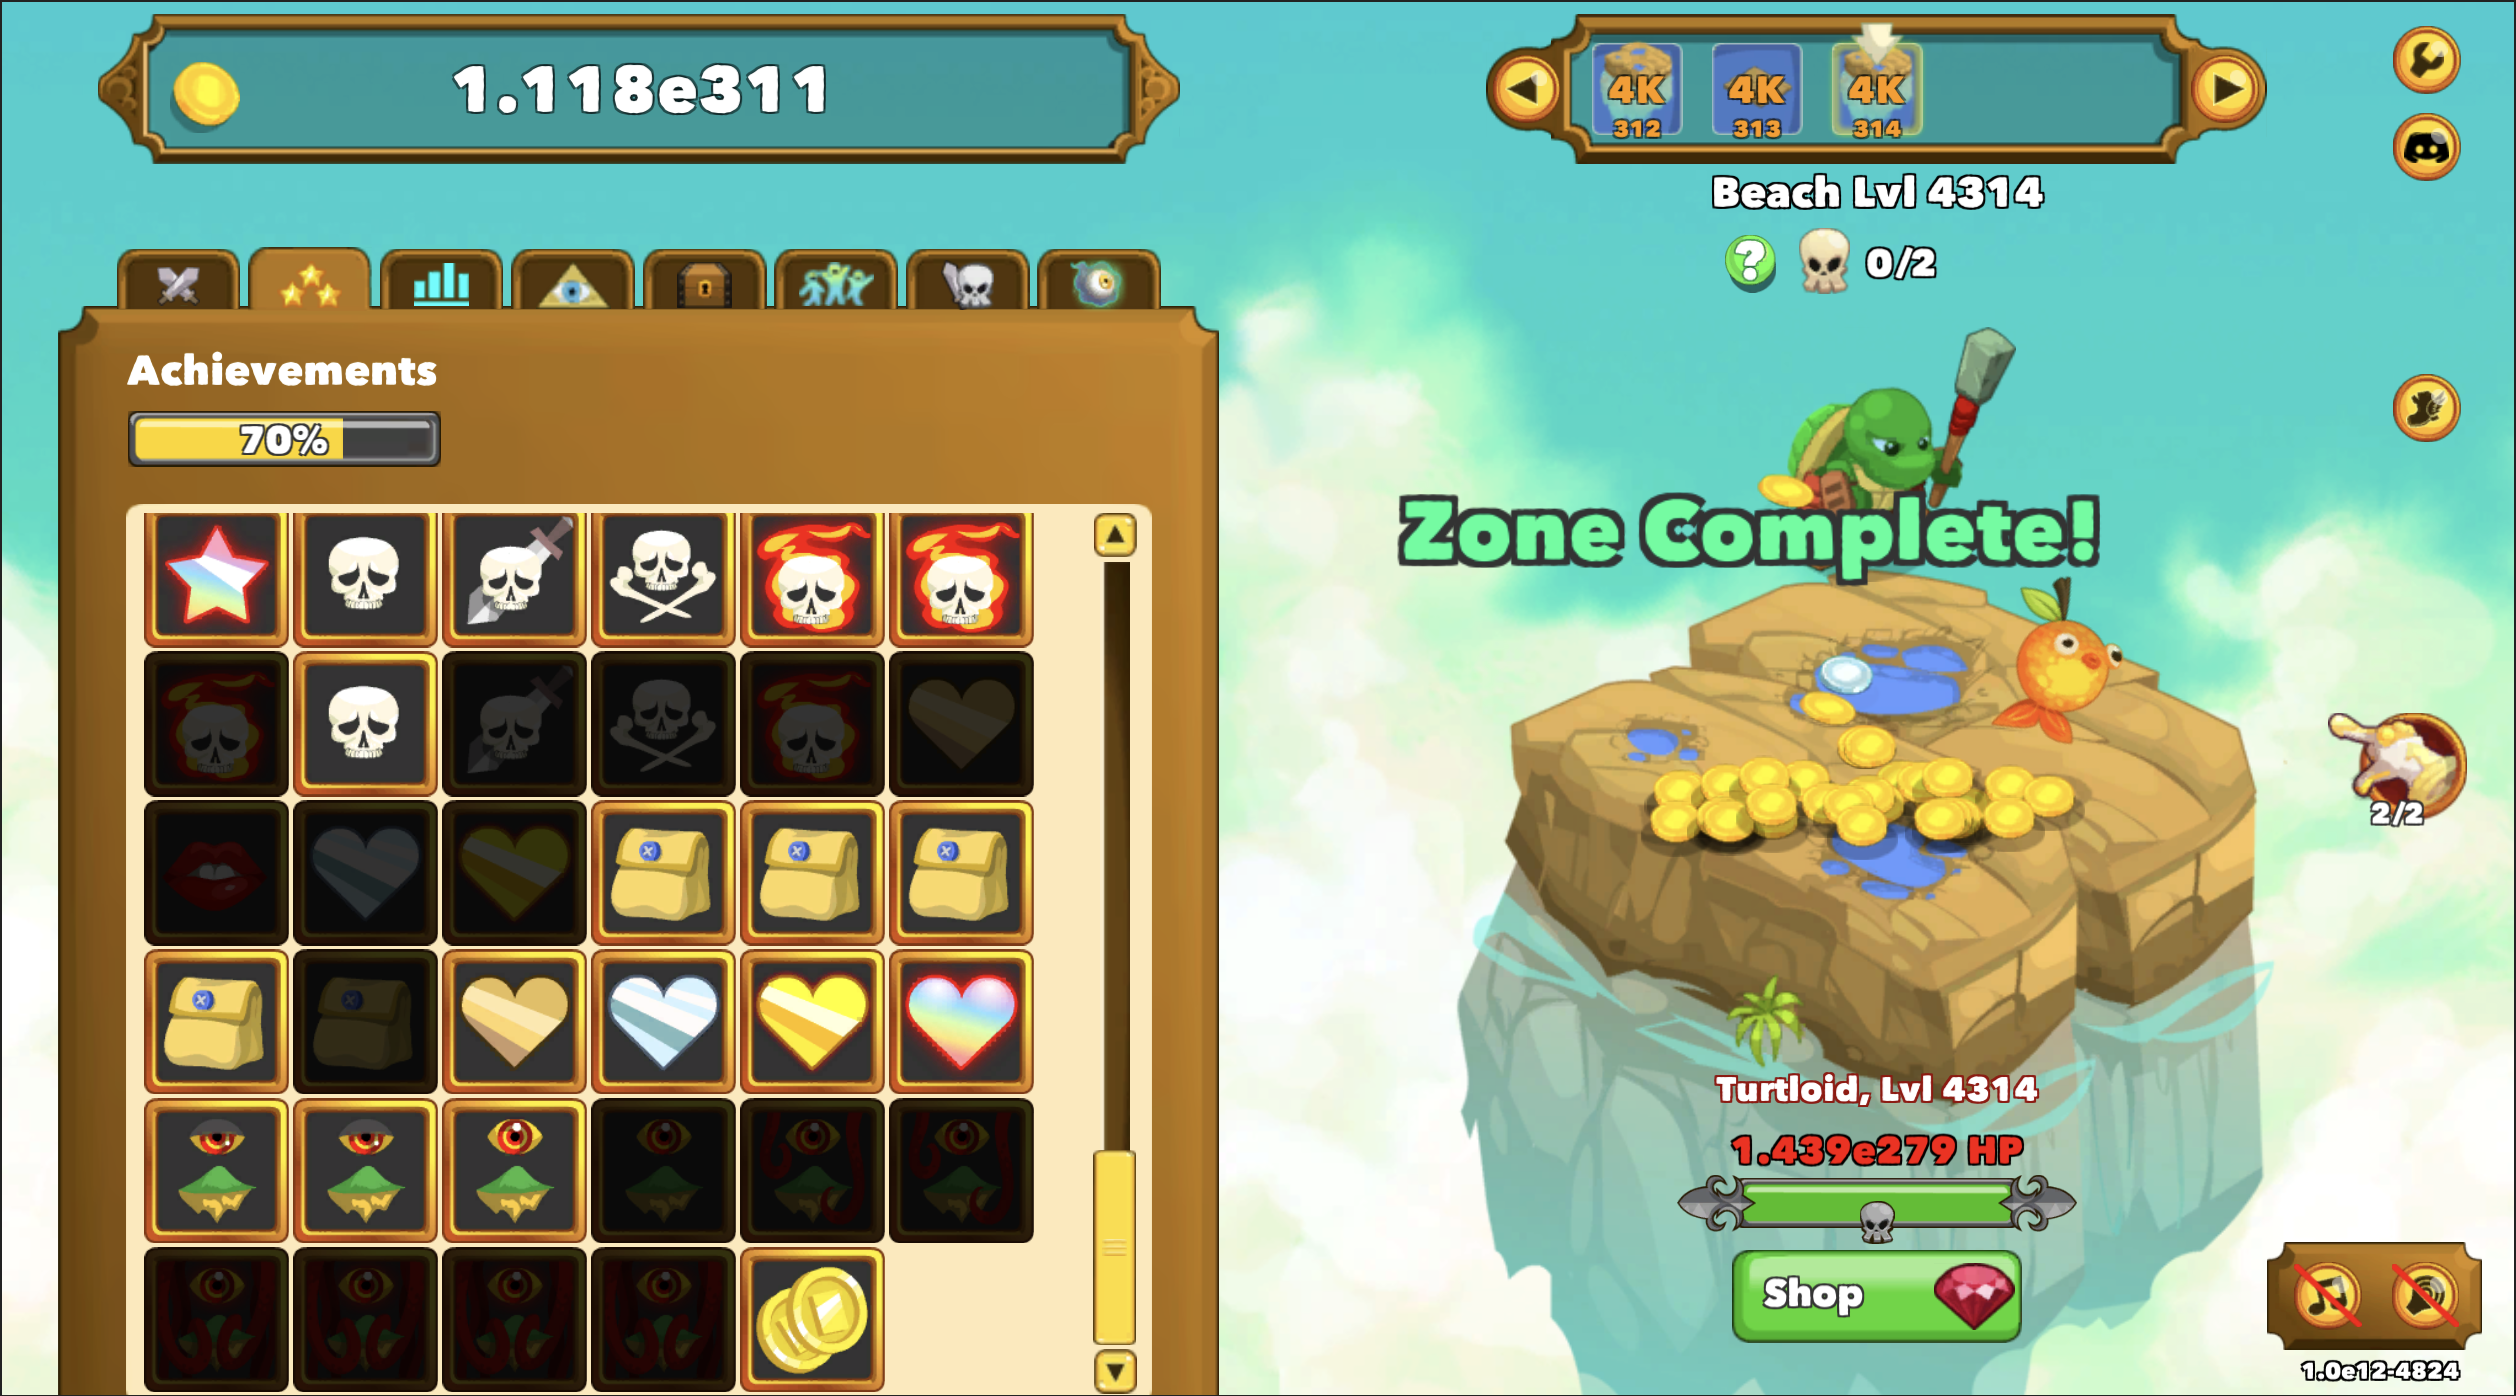 1.118e311
4K
312
4K
313
4K
314
Beach Lvl 4314
?
0/2
Achievements
70%
Zone Complete!
2/2
Turtloid, Lvl 4314
1.439e279 HP
Shop
1.0e12-4824